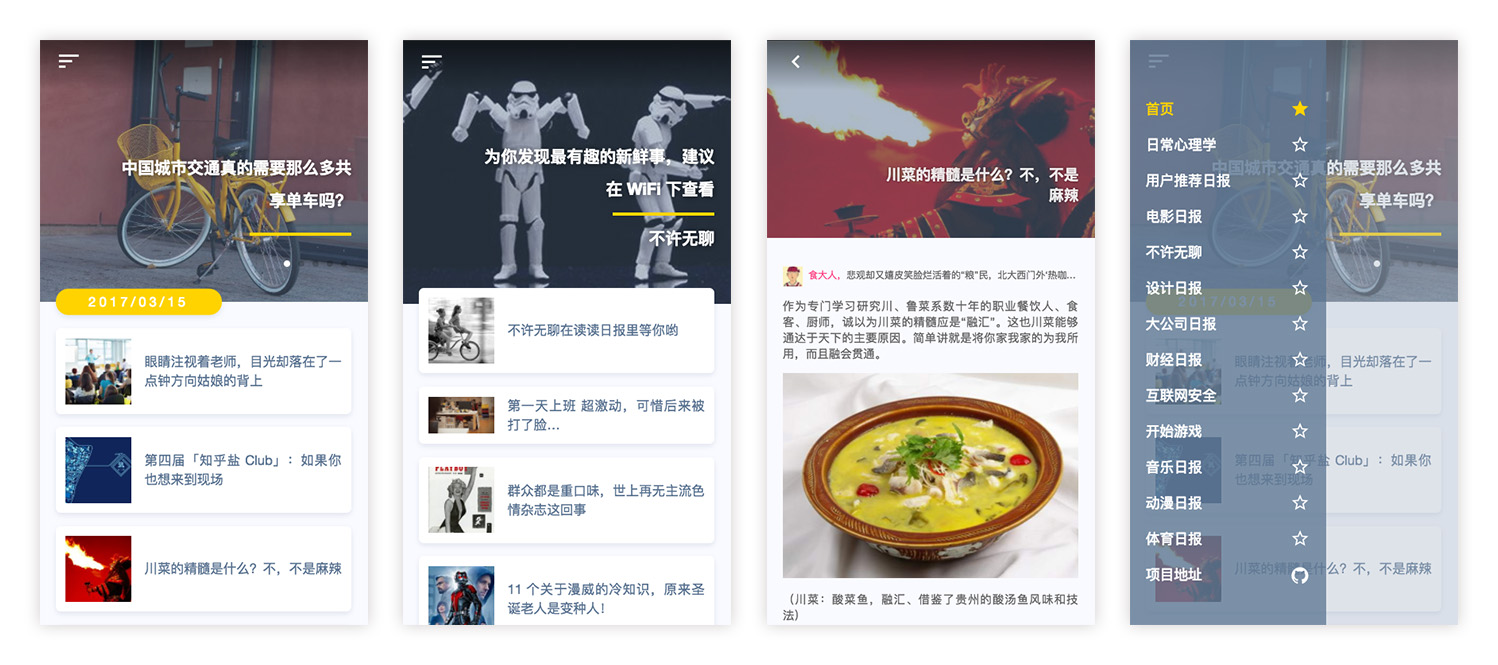 中国城市交通真的需要那么多共
享单车吗?
2017/03/15
眼睛注视着老师，目光却落在了一
点钟方向姑娘的背上
第四届「知乎盐 Club」：如果你
也想来到现场
川菜的精髓是什么？不，不是麻辣
为你发现最有趣的新鲜事，建议
在 WiFi 下查看
不许无聊
不许无聊在读读日报里等你哟
第一天上班 超激动，可惜后来被
打了脸...
PLAYBOY
群众都是重口味，世上再无主流色
情杂志这回事
11 个关于漫威的冷知识，原来圣
诞老人是变种人！
川菜的精髓是什么？不，不是
麻辣
食大人，悲观却又嬉皮笑脸烂活着的“粮”民，北大西门外‘热咖...
作为专门学习研究川、鲁菜系数十年的职业餐饮人、食
客、厨师，诚以为川菜的精髓应是“融汇”。这也川菜能够
通达于天下的主要原因。简单讲就是将你家我家的为我所
用，而且融会贯通。
（川菜：酸菜鱼，融汇、借鉴了贵州的酸汤鱼风味和技
法）
首页
日常心理学
用户推荐日报
电影日报
不许无聊
设计日报
大公司日报
财经日报
互联网安全
开始游戏
音乐日报
动漫日报
体育日报
项目地址
中国城市交通真的需要那么多共
享单车吗?
2017/03/15
眼睛注视着老师，目光却落在了一
点钟方向姑娘的背上
第四届「知乎盐 Club」：如果你
也想来到现场
川菜的精髓是什么？不，不是麻辣